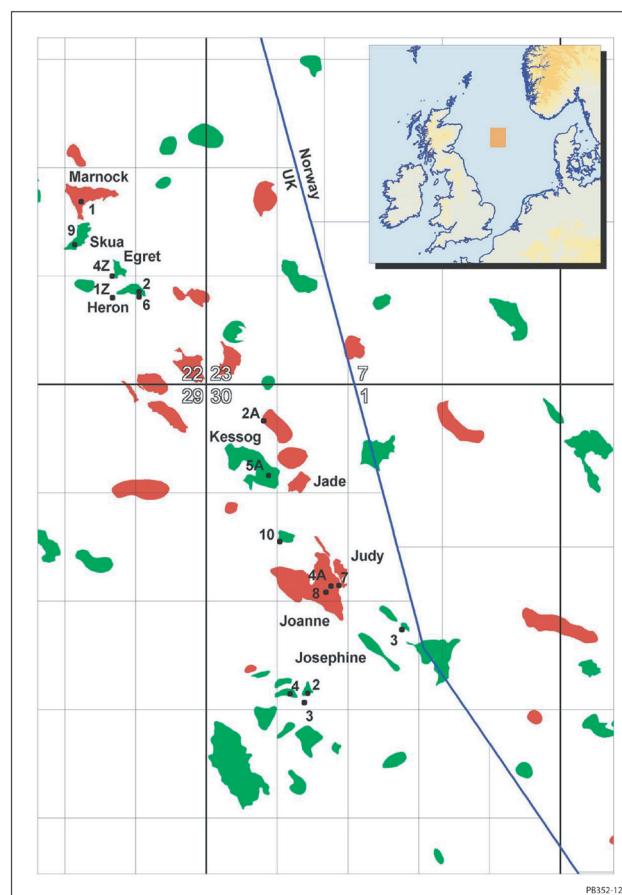 Norway
UK
Marnock
1
9
Skua
Egret
4Z
2
1Z
Heron
6
22 23
7
29 30
1
2A
Kessog
5A
Jade
10
Judy
4A
7
8
Joanne
3
Josephine
4
2
3
PB352-12